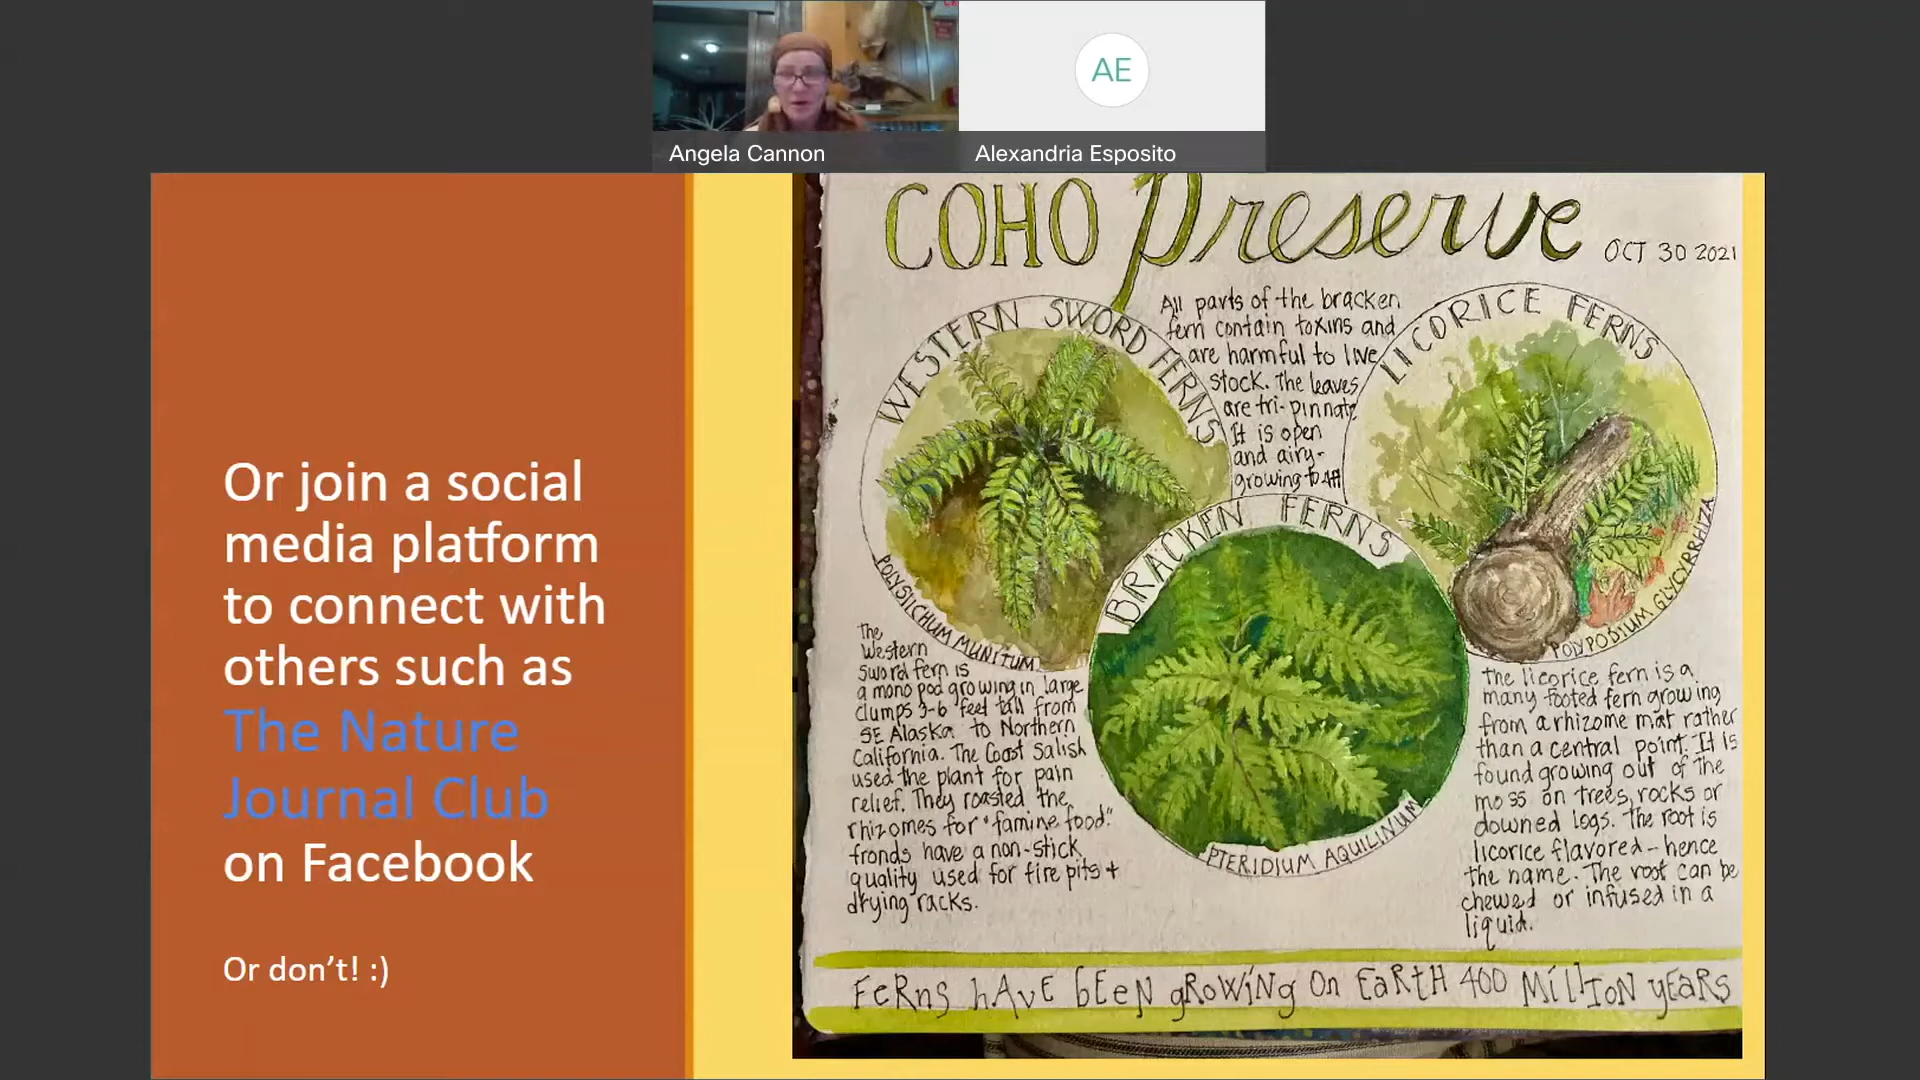 AE
Angela Cannon
Alexandria Esposito
Or join a social
media platform
to connect with
others such as
The Nature
Journal Club
on Facebook
Or don't! :)
COHO Preserve
OCT 30 2021
WESTERN SWORD FERNS
POLYSICHUM MUNITUM
All parts of the bracken
fern contain toxins and
are harmful to live
stock. The leaves
are tri-pinnate
It is open
and airy-
growing to 4ft
LICORICE FERNS
POLYPODIUM GLYCYRRHIZA
BRACKEN FERNS
PTERIDIUM AQUILINUM
The
Western
Sword fern is
a mono pod growing in large
clumps 3-6 feet tall from
SE Alaska to Northern
California. The Coast Salish
used the plant for pain
relief. They roasted the
rhizomes for "famine food."
fronds have a non-stick
quality used for fire pits +
drying racks.
the licorice fern is a
many footed fern growing
from a rhizome mat rather
than a central point. It is
found growing out of the
moss on trees, rocks or
downed logs. The root is
licorice flavored - hence
the name. The root can be
chewed or infused in a
liquid.
FERNS HAVE BEEN GROWING ON EARTH 400 MILLION YEARS